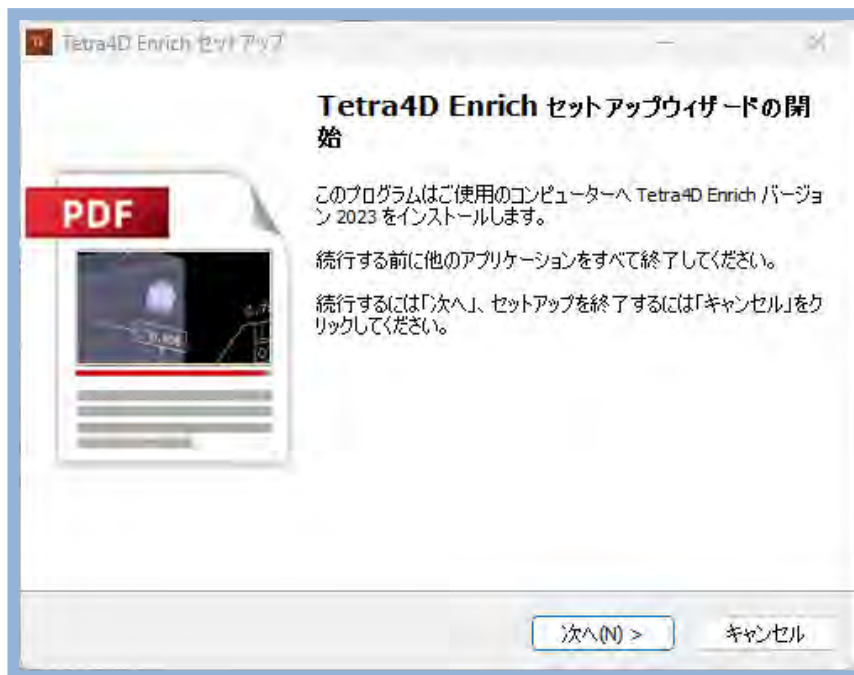 Tetra4D Enrich セットアップ
Tetra4D Enrich セットアップウィザードの開
始
PDF
このプログラムはご使用のコンピューターへ Tetra4D Enrich バージョ
ン 2023 をインストールします。
続行する前に他のアプリケーションをすべて終了してください。
続行するには「次へ」、セットアップを終了するには「キャンセル」をク
リックしてください。
次へ(N) >
キャンセル